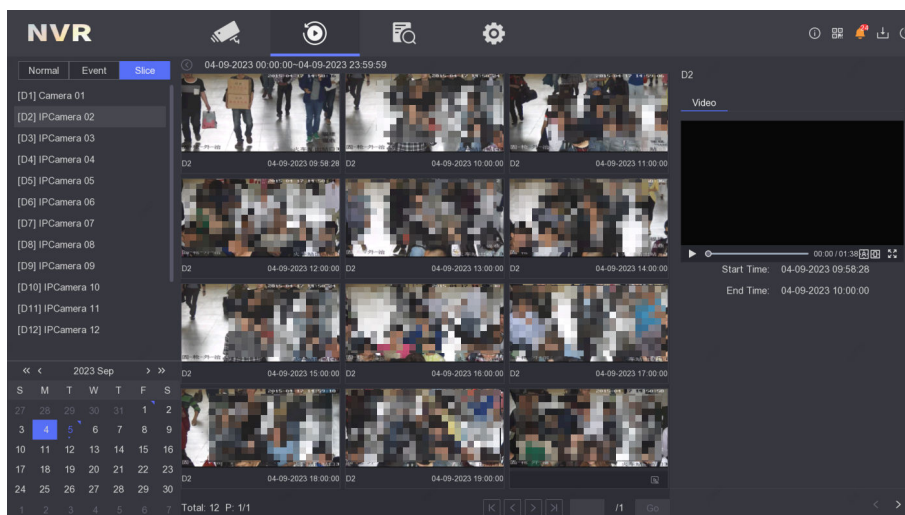 NVR
24
Normal Event Slice
04-09-2023 00:00:00~04-09-2023 23:59:59
[D1] Camera 01
[D2] IPCamera 02
[D3] IPCamera 03
[D4] IPCamera 04
[D5] IPCamera 05
[D6] IPCamera 06
[D7] IPCamera 07
[D8] IPCamera 08
[D9] IPCamera 09
[D10] IPCamera 10
[D11] IPCamera 11
[D12] IPCamera 12
2023 Sep
S M T W T F S
27 28 29 30 31 1 2
3 4 5 6 7 8 9
10 11 12 13 14 15 16
17 18 19 20 21 22 23
24 25 26 27 28 29 30
1 2 3 4 5 6 7
D2 04-09-2023 09:58:28 D2 04-09-2023 10:00:00 D2 04-09-2023 11:00:00
D2 04-09-2023 12:00:00 D2 04-09-2023 13:00:00 D2 04-09-2023 14:00:00
D2 04-09-2023 15:00:00 D2 04-09-2023 16:00:00 D2 04-09-2023 17:00:00
D2 04-09-2023 18:00:00 D2 04-09-2023 19:00:00
Total: 12 P: 1/1
/1 Go
D2
Video
00:00 / 01:38
Start Time: 04-09-2023 09:58:28
End Time: 04-09-2023 10:00:00